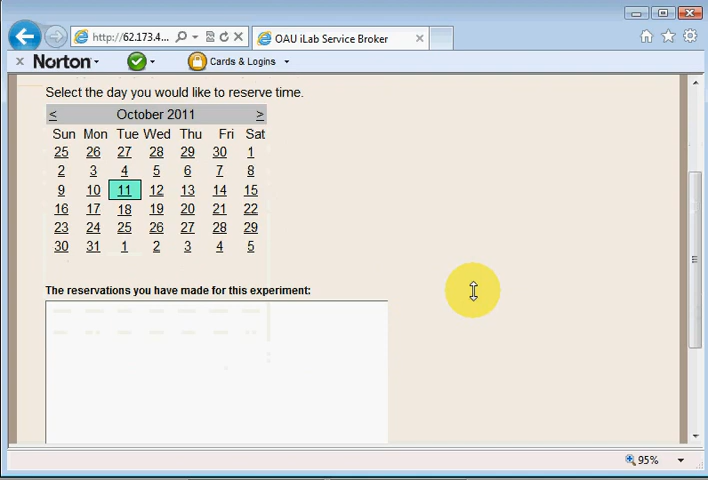 http://62.173.4
OAU iLab Service Broker
Norton
Cards & Logins
Select the day you would like to reserve time.
< October 2011 >
Sun Mon Tue Wed Thu Fri Sat
25 26 27 28 29 30 1
2 3 4 5 6 7 8
9 10 11 12 13 14 15
16 17 18 19 20 21 22
23 24 25 26 27 28 29
30 31 1 2 3 4 5
The reservations you have made for this experiment:
95%